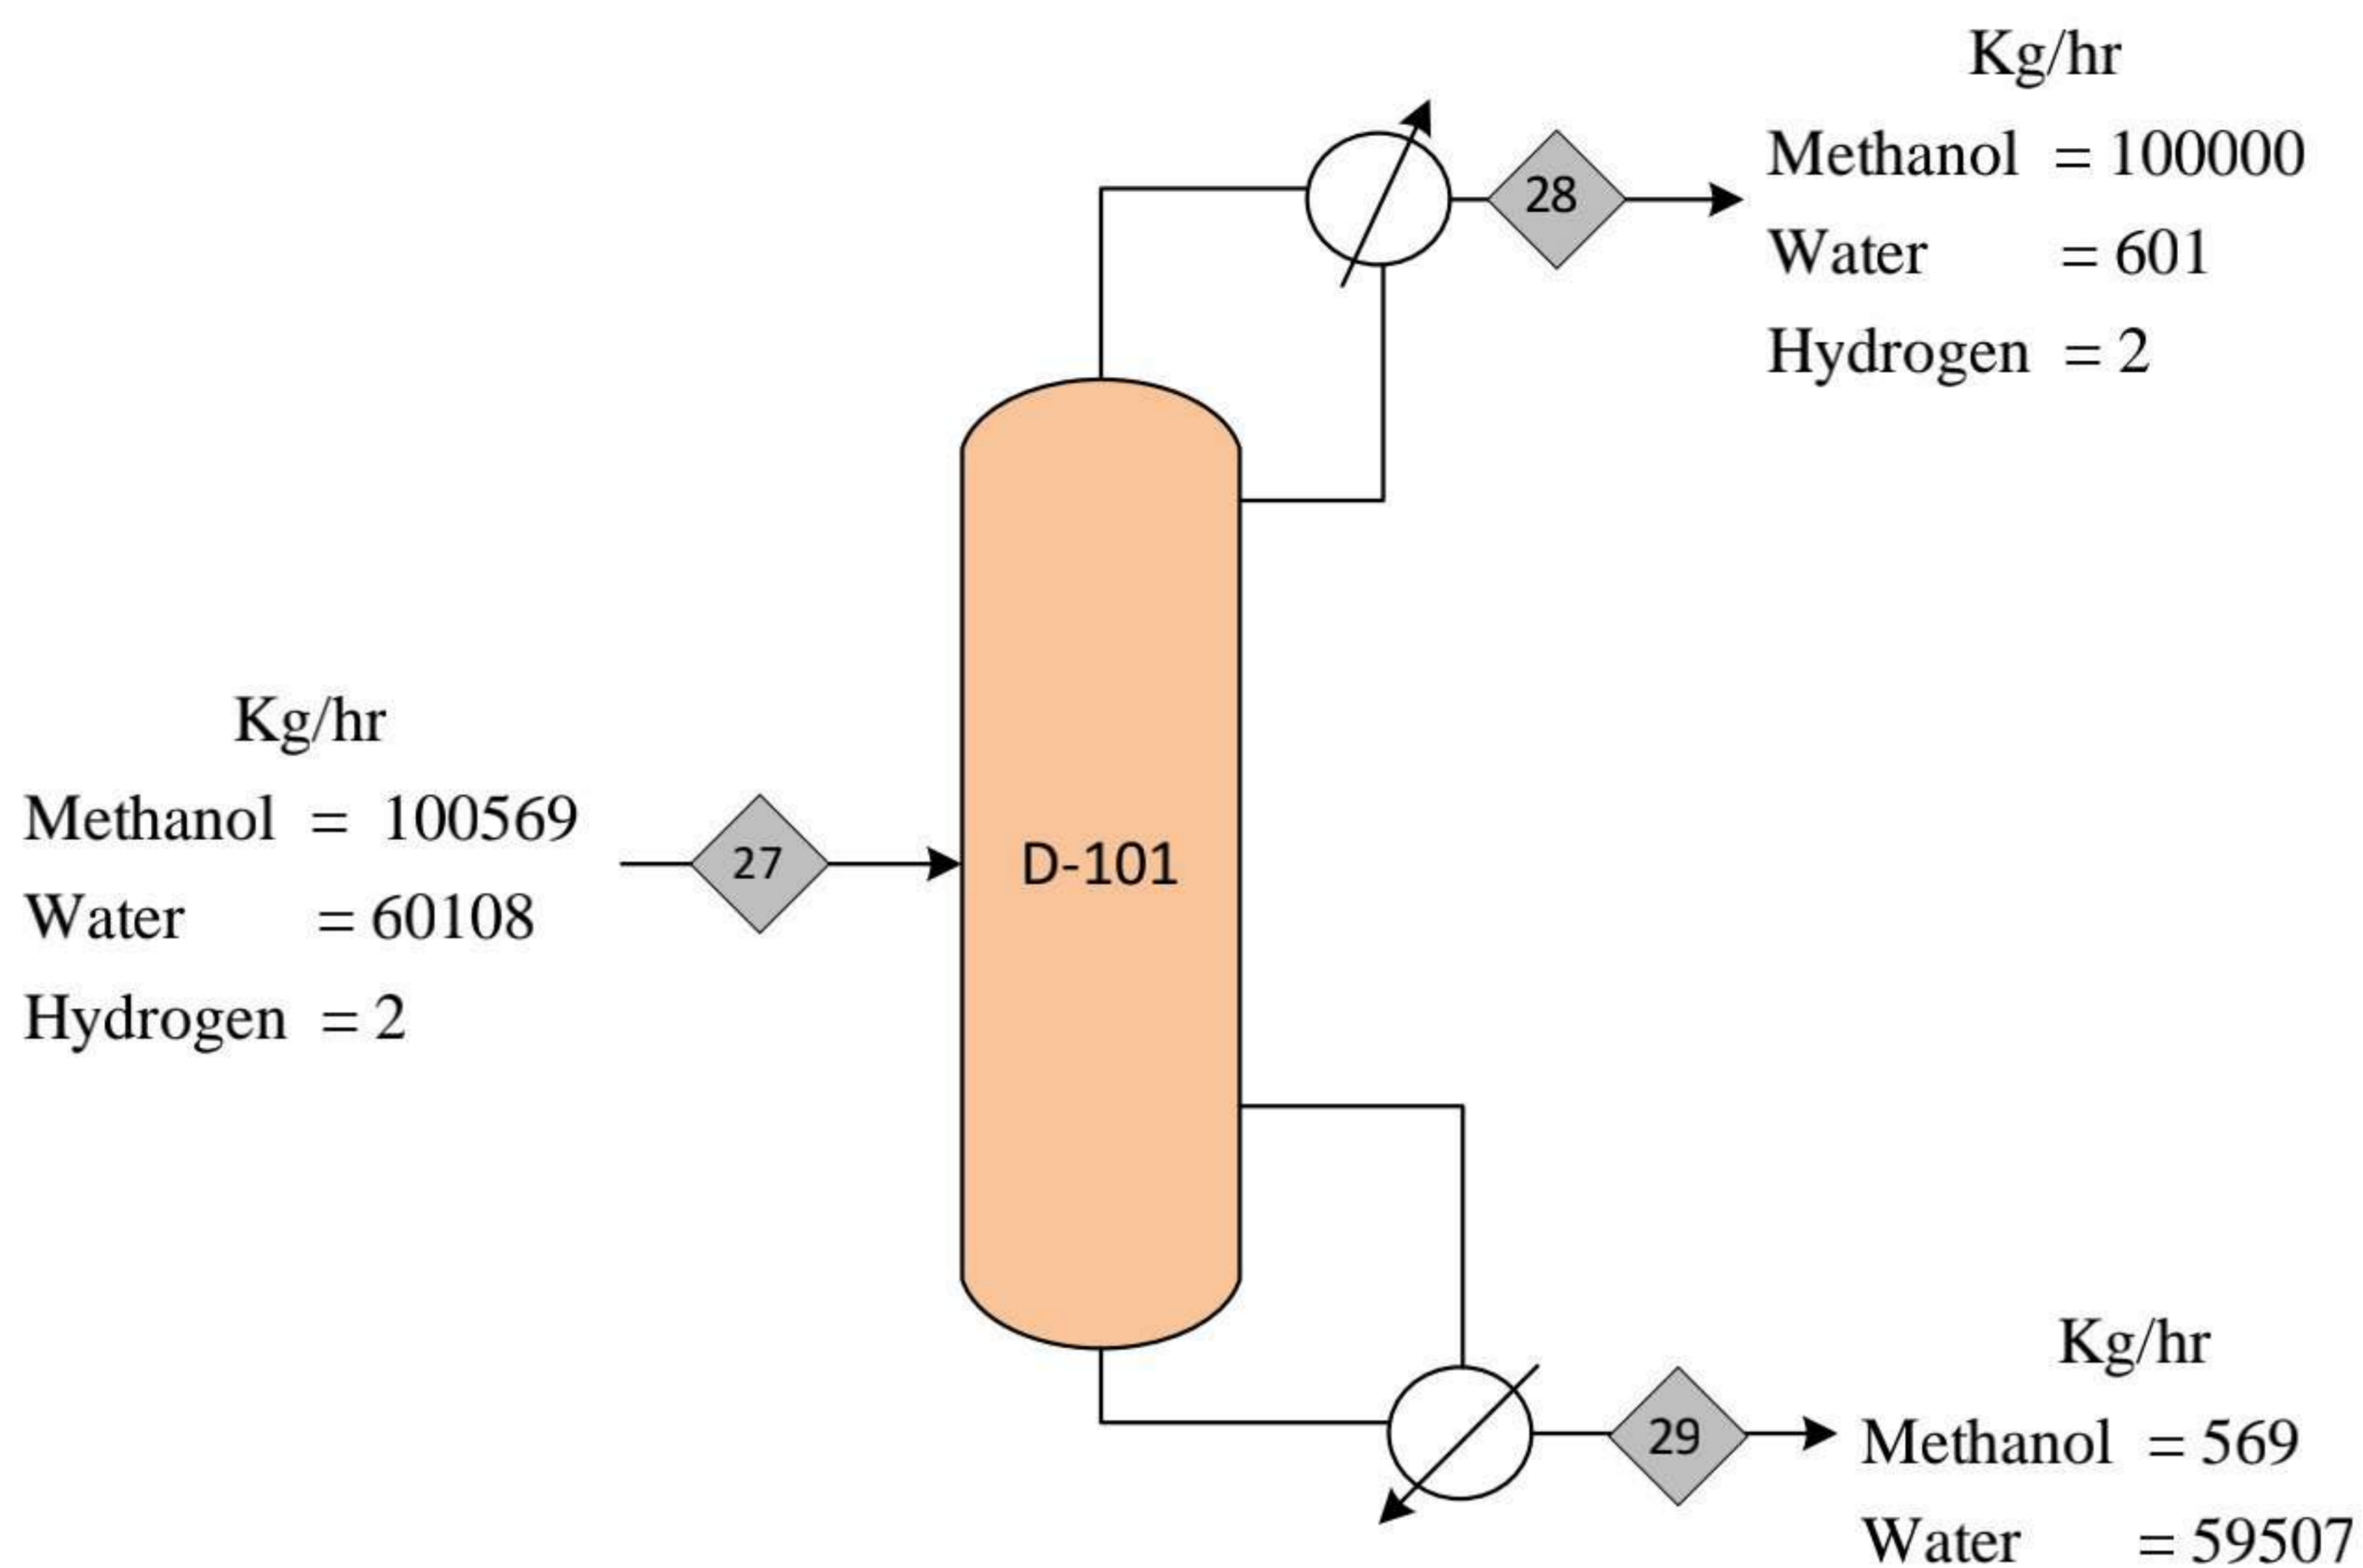 Kg/hr
Methanol = 100000
28
Water = 601
Hydrogen = 2
Kg/hr
Methanol = 100569
27
D-101
Water = 60108
Hydrogen = 2
Kg/hr
29
Methanol = 569
Water = 59507